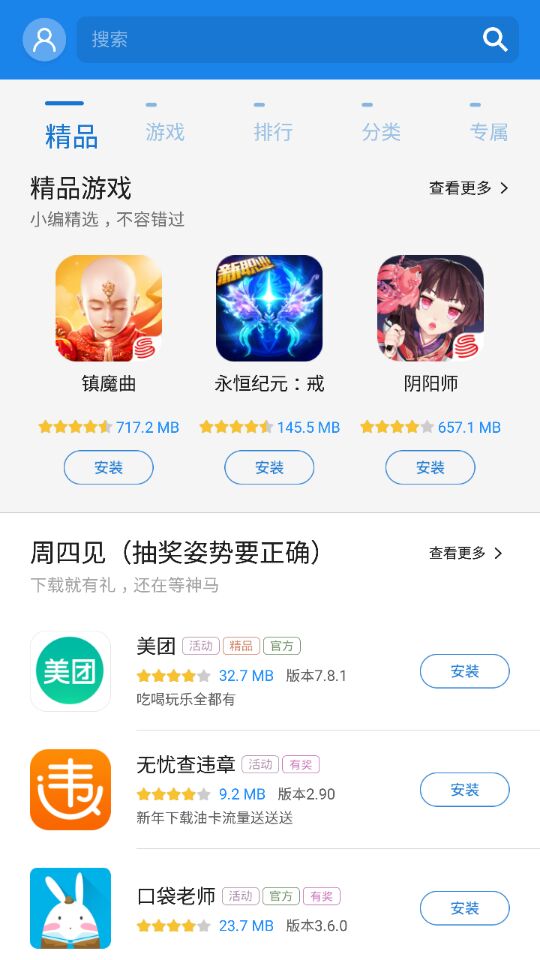 搜索
精品 游戏 排行 分类 专属
精品游戏 查看更多
小编精选，不容错过
新职业
镇魔曲 永恒纪元：戒 阴阳师
717.2 MB 145.5 MB 657.1 MB
安装 安装 安装
周四见（抽奖姿势要正确） 查看更多
下载就有礼，还在等神马
美团
美团 活动 精品 官方
32.7 MB 版本7.8.1
安装
吃喝玩乐全都有
违
无忧查违章 活动 有奖
9.2 MB 版本2.90
安装
新年下载油卡流量送送送
口袋老师 活动 官方 有奖
23.7 MB 版本3.6.0
安装